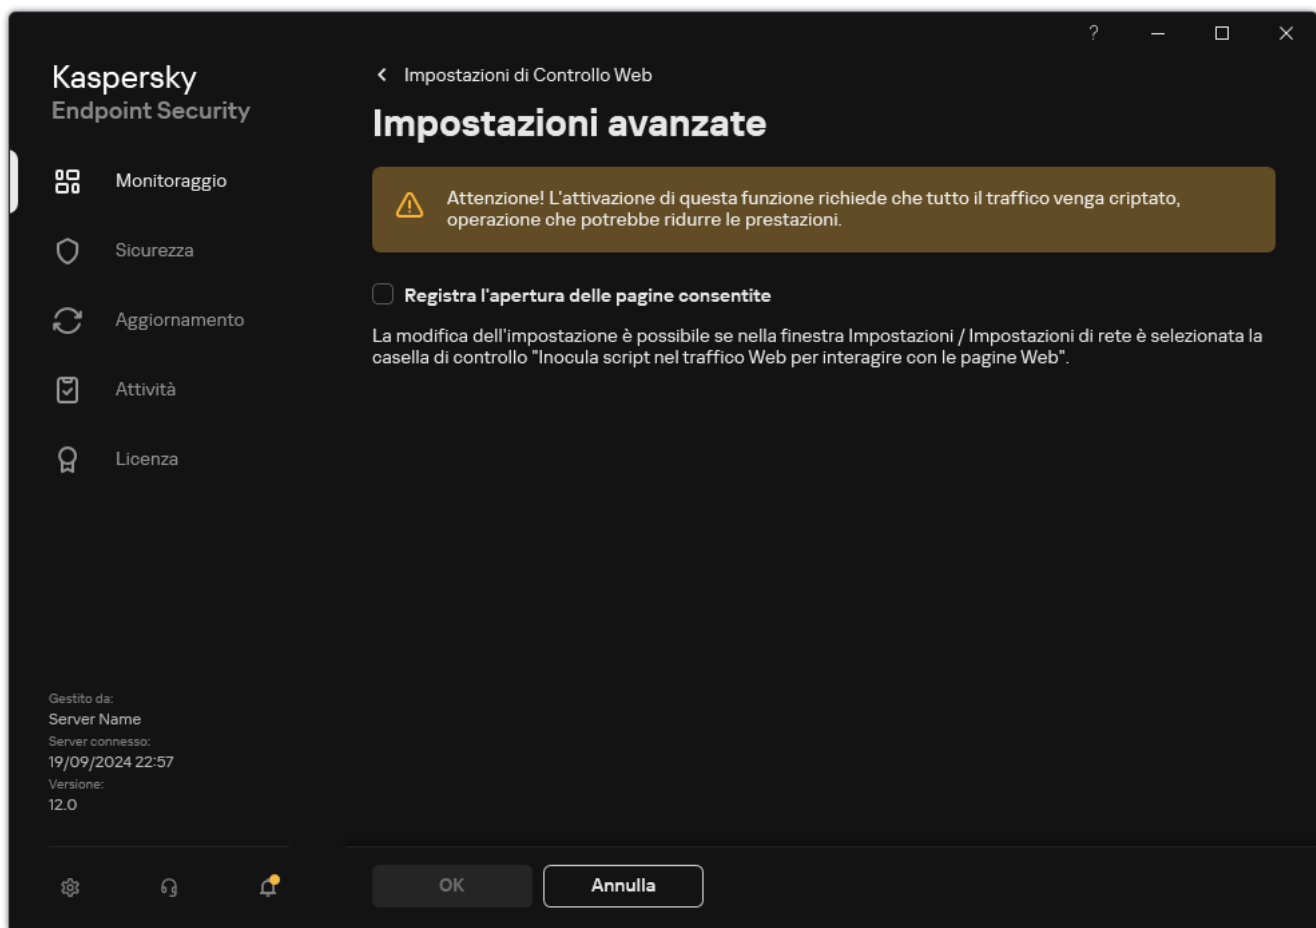 ?
Kaspersky
Endpoint Security
Monitoraggio
Sicurezza
Aggiornamento
Attività
Licenza
Gestito da:
Server Name
Server connesso:
19/09/2024 22:57
Versione:
12.0
Impostazioni di Controllo Web
Impostazioni avanzate
Attenzione! L'attivazione di questa funzione richiede che tutto il traffico venga criptato,
operazione che potrebbe ridurre le prestazioni.
Registra l'apertura delle pagine consentite
La modifica dell'impostazione è possibile se nella finestra Impostazioni / Impostazioni di rete è selezionata la
casella di controllo "Inocula script nel traffico Web per interagire con le pagine Web".
OK
Annulla